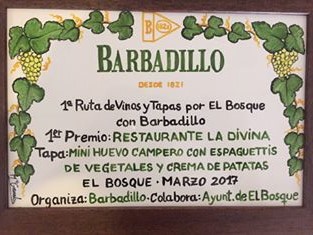 B
BARBADILLO
DESDE 1821
1ª Ruta de Vinos y Tapas por El Bosque
con Barbadillo
1er Premio: RESTAURANTE LA DIVINA
Tapa: MINI HUEVO CAMPERO CON ESPAGUETTIS
DE VEGETALES Y CREMA DE PATATAS
EL BOSQUE · MARZO 2017
Organiza: Barbadillo · Colabora: Ayunt. de El Bosque